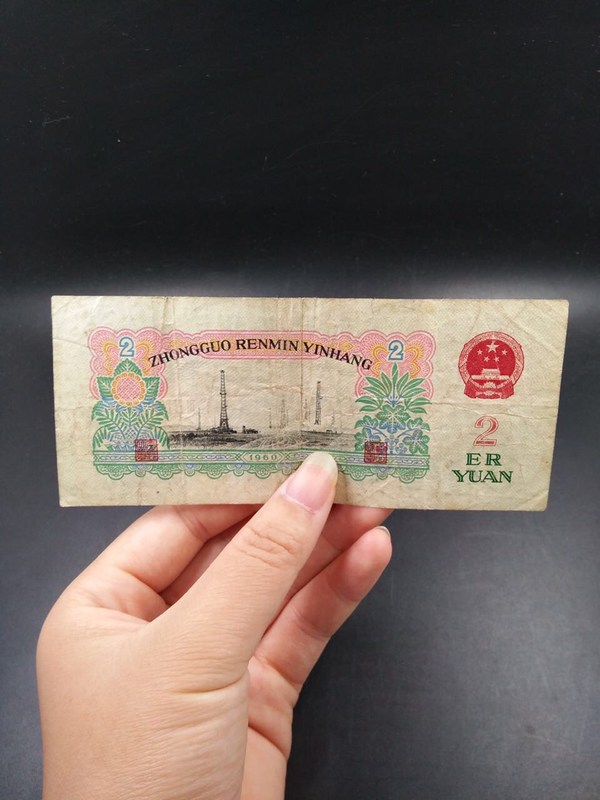 2 2
ZHONGGUO RENMIN YINHANG
1960
2
ER
YUAN